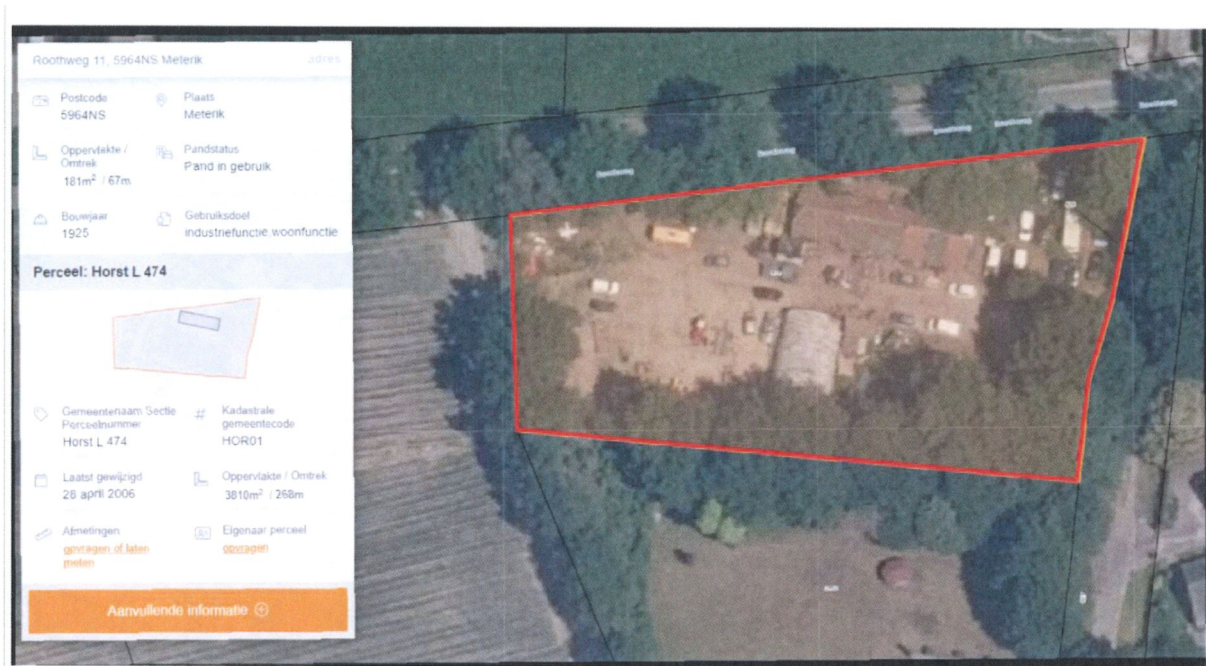 Roothweg 11, 5964NS Meterik
adres
Postcode
5964NS
Plaats
Meterik
Oppervlakte /
Omtrek
181m² / 67m
Pandstatus
Pand in gebruik
Bouwjaar
1925
Gebruiksdoel
industriefunctie,woonfunctie
Perceel: Horst L 474
Gemeentenaam Sectie
Perceelnummer
Horst L 474
Kadastrale
gemeentecode
HOR01
Laatst gewijzigd
28 april 2006
Oppervlakte / Omtrek
3810m² / 268m
Afmetingen
opvragen of laten
meten
Eigenaar perceel
opvragen
Aanvullende informatie